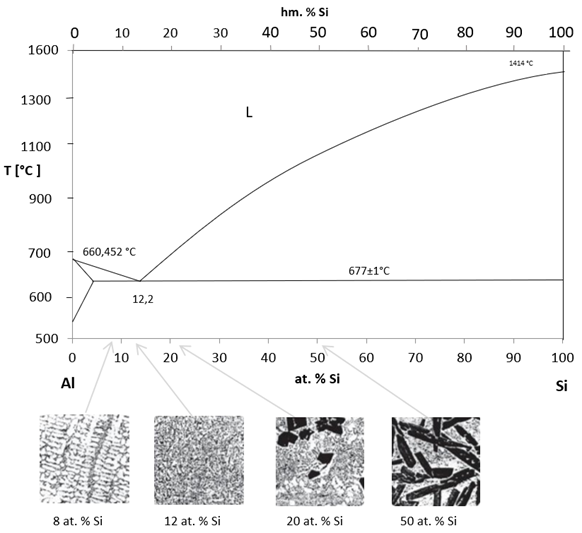 hm. % Si
0 10 20 30 40 50 60 70 80 90 100
1600
1414 °C
1300
L
1100
T [°C ]
900
700
660,452 °C
677±1°C
600
12,2
500
0 10 20 30 40 50 60 70 80 90 100
Al
at. % Si
Si
8 at. % Si
12 at. % Si
20 at. % Si
50 at. % Si